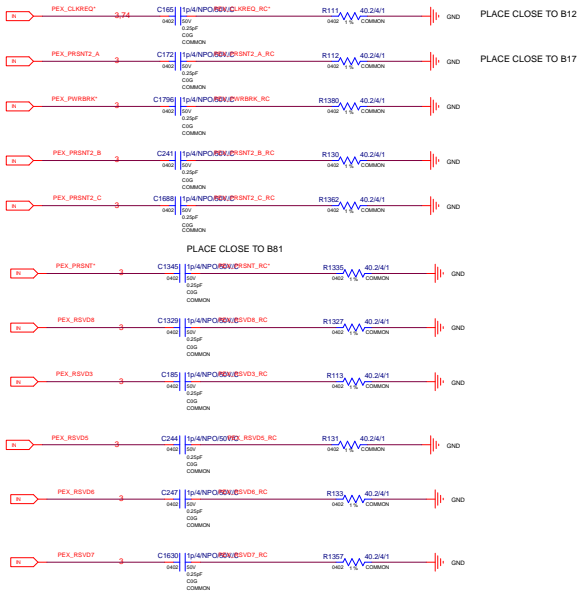 PEX_CLKREQ* 3,74 C165 1p/4/NPO/50V/C PEX_CLKREQ_RC* R111 40.2/4/1 PLACE CLOSE TO B12
IN 0402 50V 0402 1 % COMMON GND
0.25pF
C0G
COMMON
PEX_PRSNT2_A 3 C172 1p/4/NPO/50V/C PEX_PRSNT2_A_RC R112 40.2/4/1 PLACE CLOSE TO B17
IN 0402 50V 0402 1 % COMMON GND
0.25pF
C0G
COMMON
PEX_PWRBRK* 3 C1796 1p/4/NPO/50V/C PEX_PWRBRK_RC R1380 40.2/4/1
IN 0402 50V 0402 1 % COMMON GND
0.25pF
C0G
COMMON
PEX_PRSNT2_B 3 C241 1p/4/NPO/50V/C PEX_PRSNT2_B_RC R130 40.2/4/1
IN 0402 50V 0402 1 % COMMON GND
0.25pF
C0G
COMMON
PEX_PRSNT2_C 3 C1688 1p/4/NPO/50V/C PEX_PRSNT2_C_RC R1362 40.2/4/1
IN 0402 50V 0402 1 % COMMON GND
0.25pF
C0G
COMMON
PLACE CLOSE TO B81
PEX_PRSNT* 3 C1345 1p/4/NPO/50V/C PEX_PRSNT_RC* R1335 40.2/4/1
IN 0402 50V 0402 1 % COMMON GND
0.25pF
C0G
COMMON
PEX_RSVD8 3 C1329 1p/4/NPO/50V/C PEX_RSVD8_RC R1327 40.2/4/1
IN 0402 50V 0402 1 % COMMON GND
0.25pF
C0G
COMMON
PEX_RSVD3 3 C185 1p/4/NPO/50V/C PEX_RSVD3_RC R113 40.2/4/1
IN 0402 50V 0402 1 % COMMON GND
0.25pF
C0G
COMMON
PEX_RSVD5 3 C244 1p/4/NPO/50V/C PEX_RSVD5_RC R131 40.2/4/1
IN 0402 50V 0402 1 % COMMON GND
0.25pF
C0G
COMMON
PEX_RSVD6 3 C247 1p/4/NPO/50V/C PEX_RSVD6_RC R133 40.2/4/1
IN 0402 50V 0402 1 % COMMON GND
0.25pF
C0G
COMMON
PEX_RSVD7 3 C1630 1p/4/NPO/50V/C PEX_RSVD7_RC R1357 40.2/4/1
IN 0402 50V 0402 1 % COMMON GND
0.25pF
C0G
COMMON